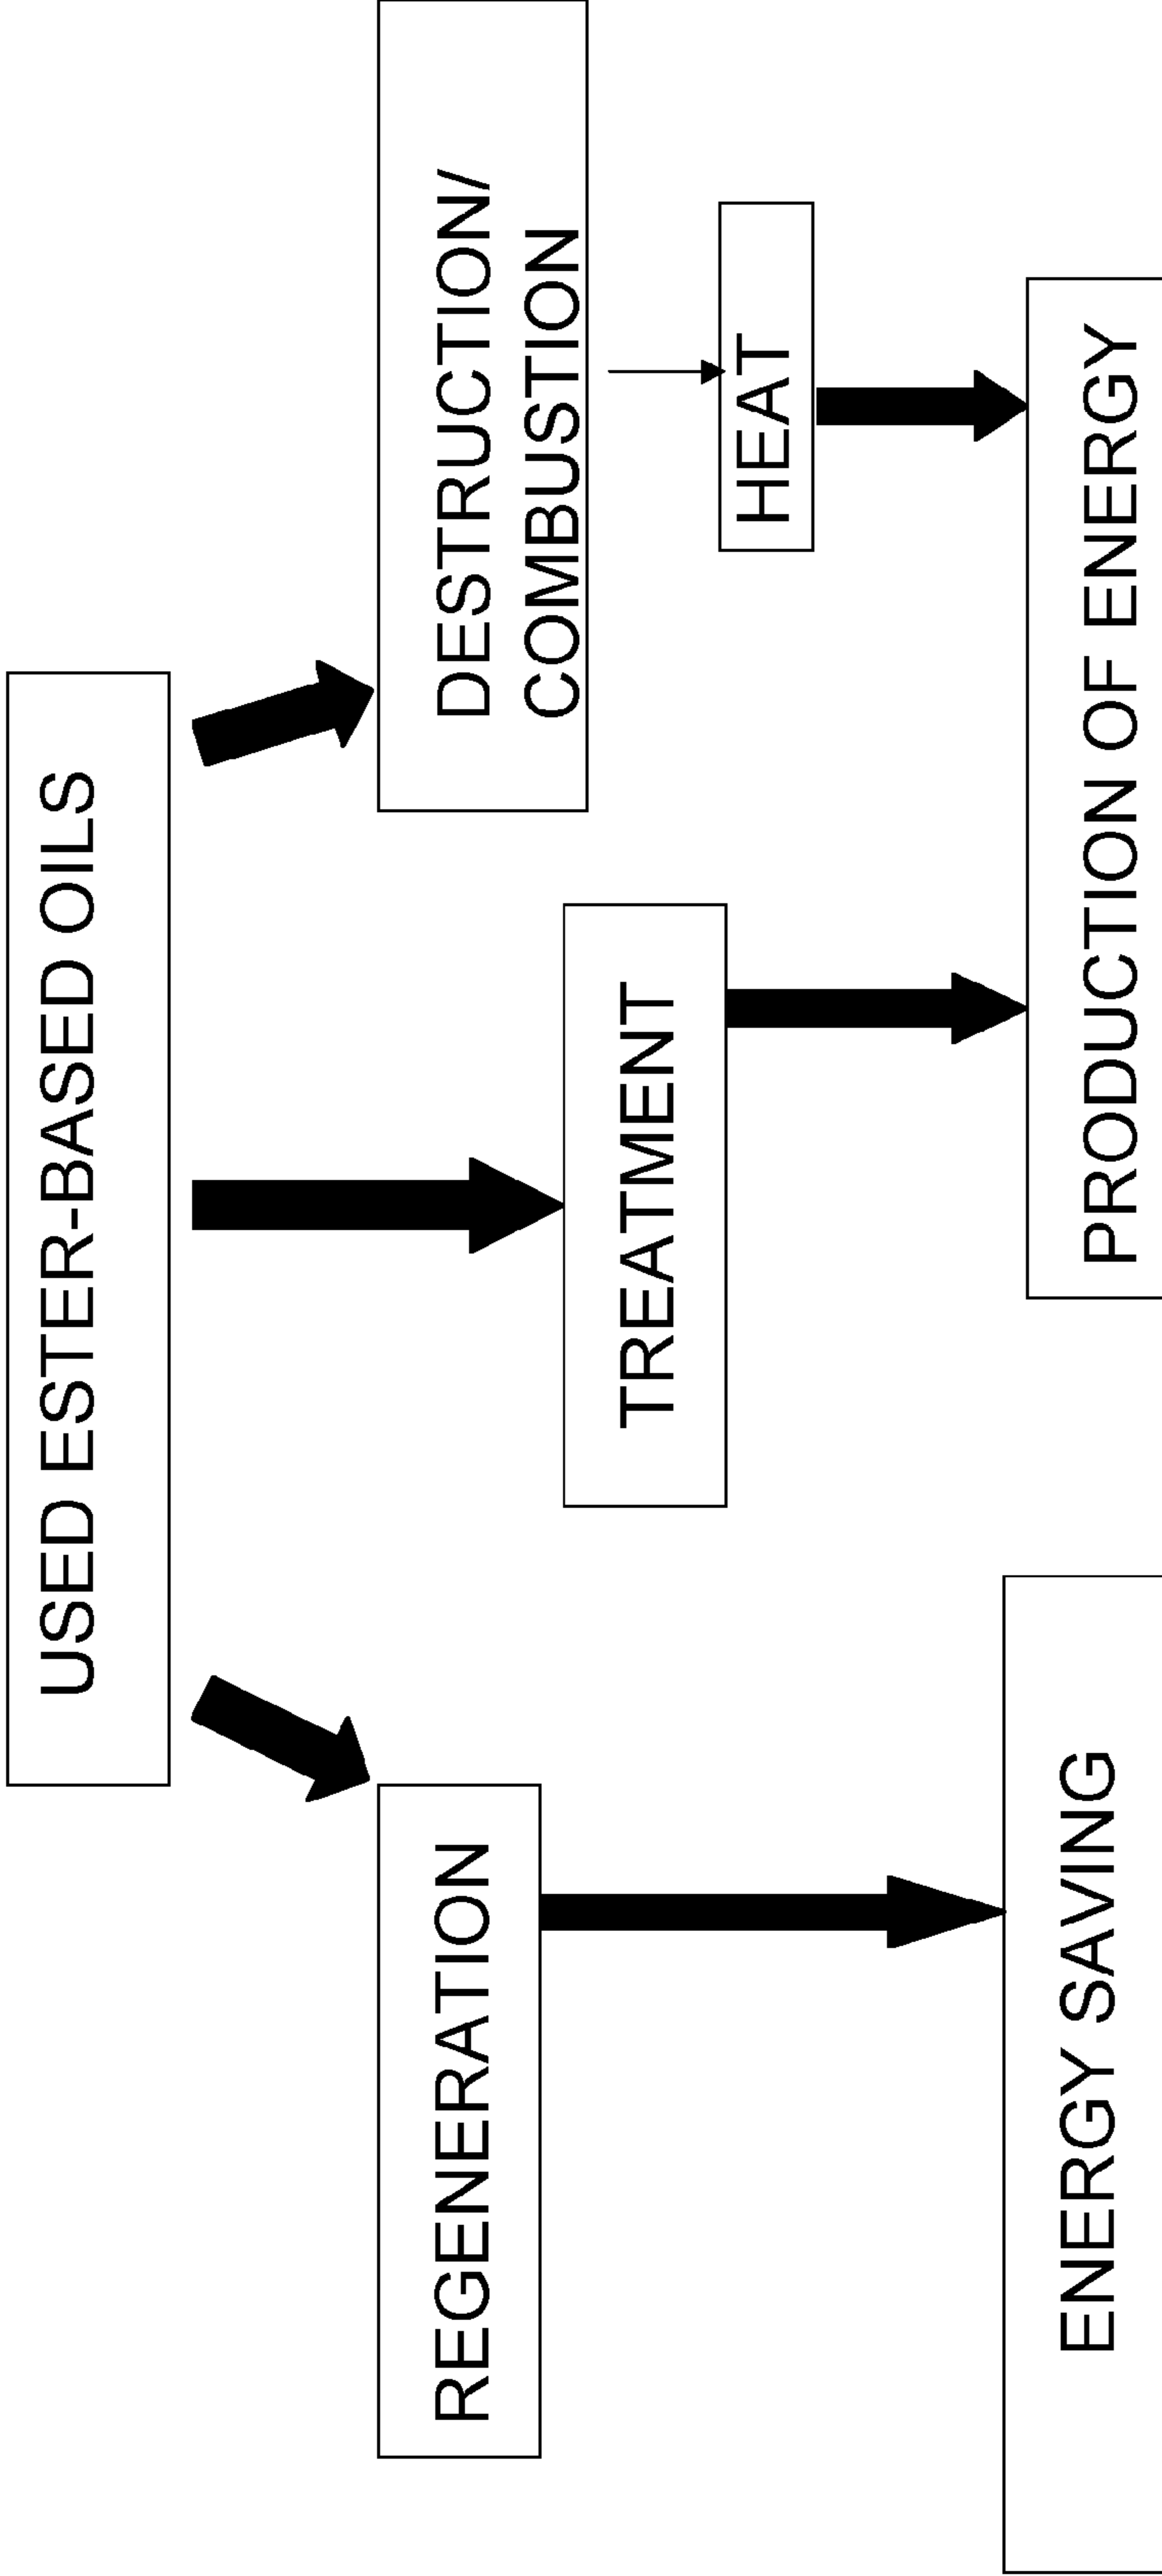 USED ESTER-BASED OILS
REGENERATION
TREATMENT
DESTRUCTION/
COMBUSTION
HEAT
ENERGY SAVING
PRODUCTION OF ENERGY